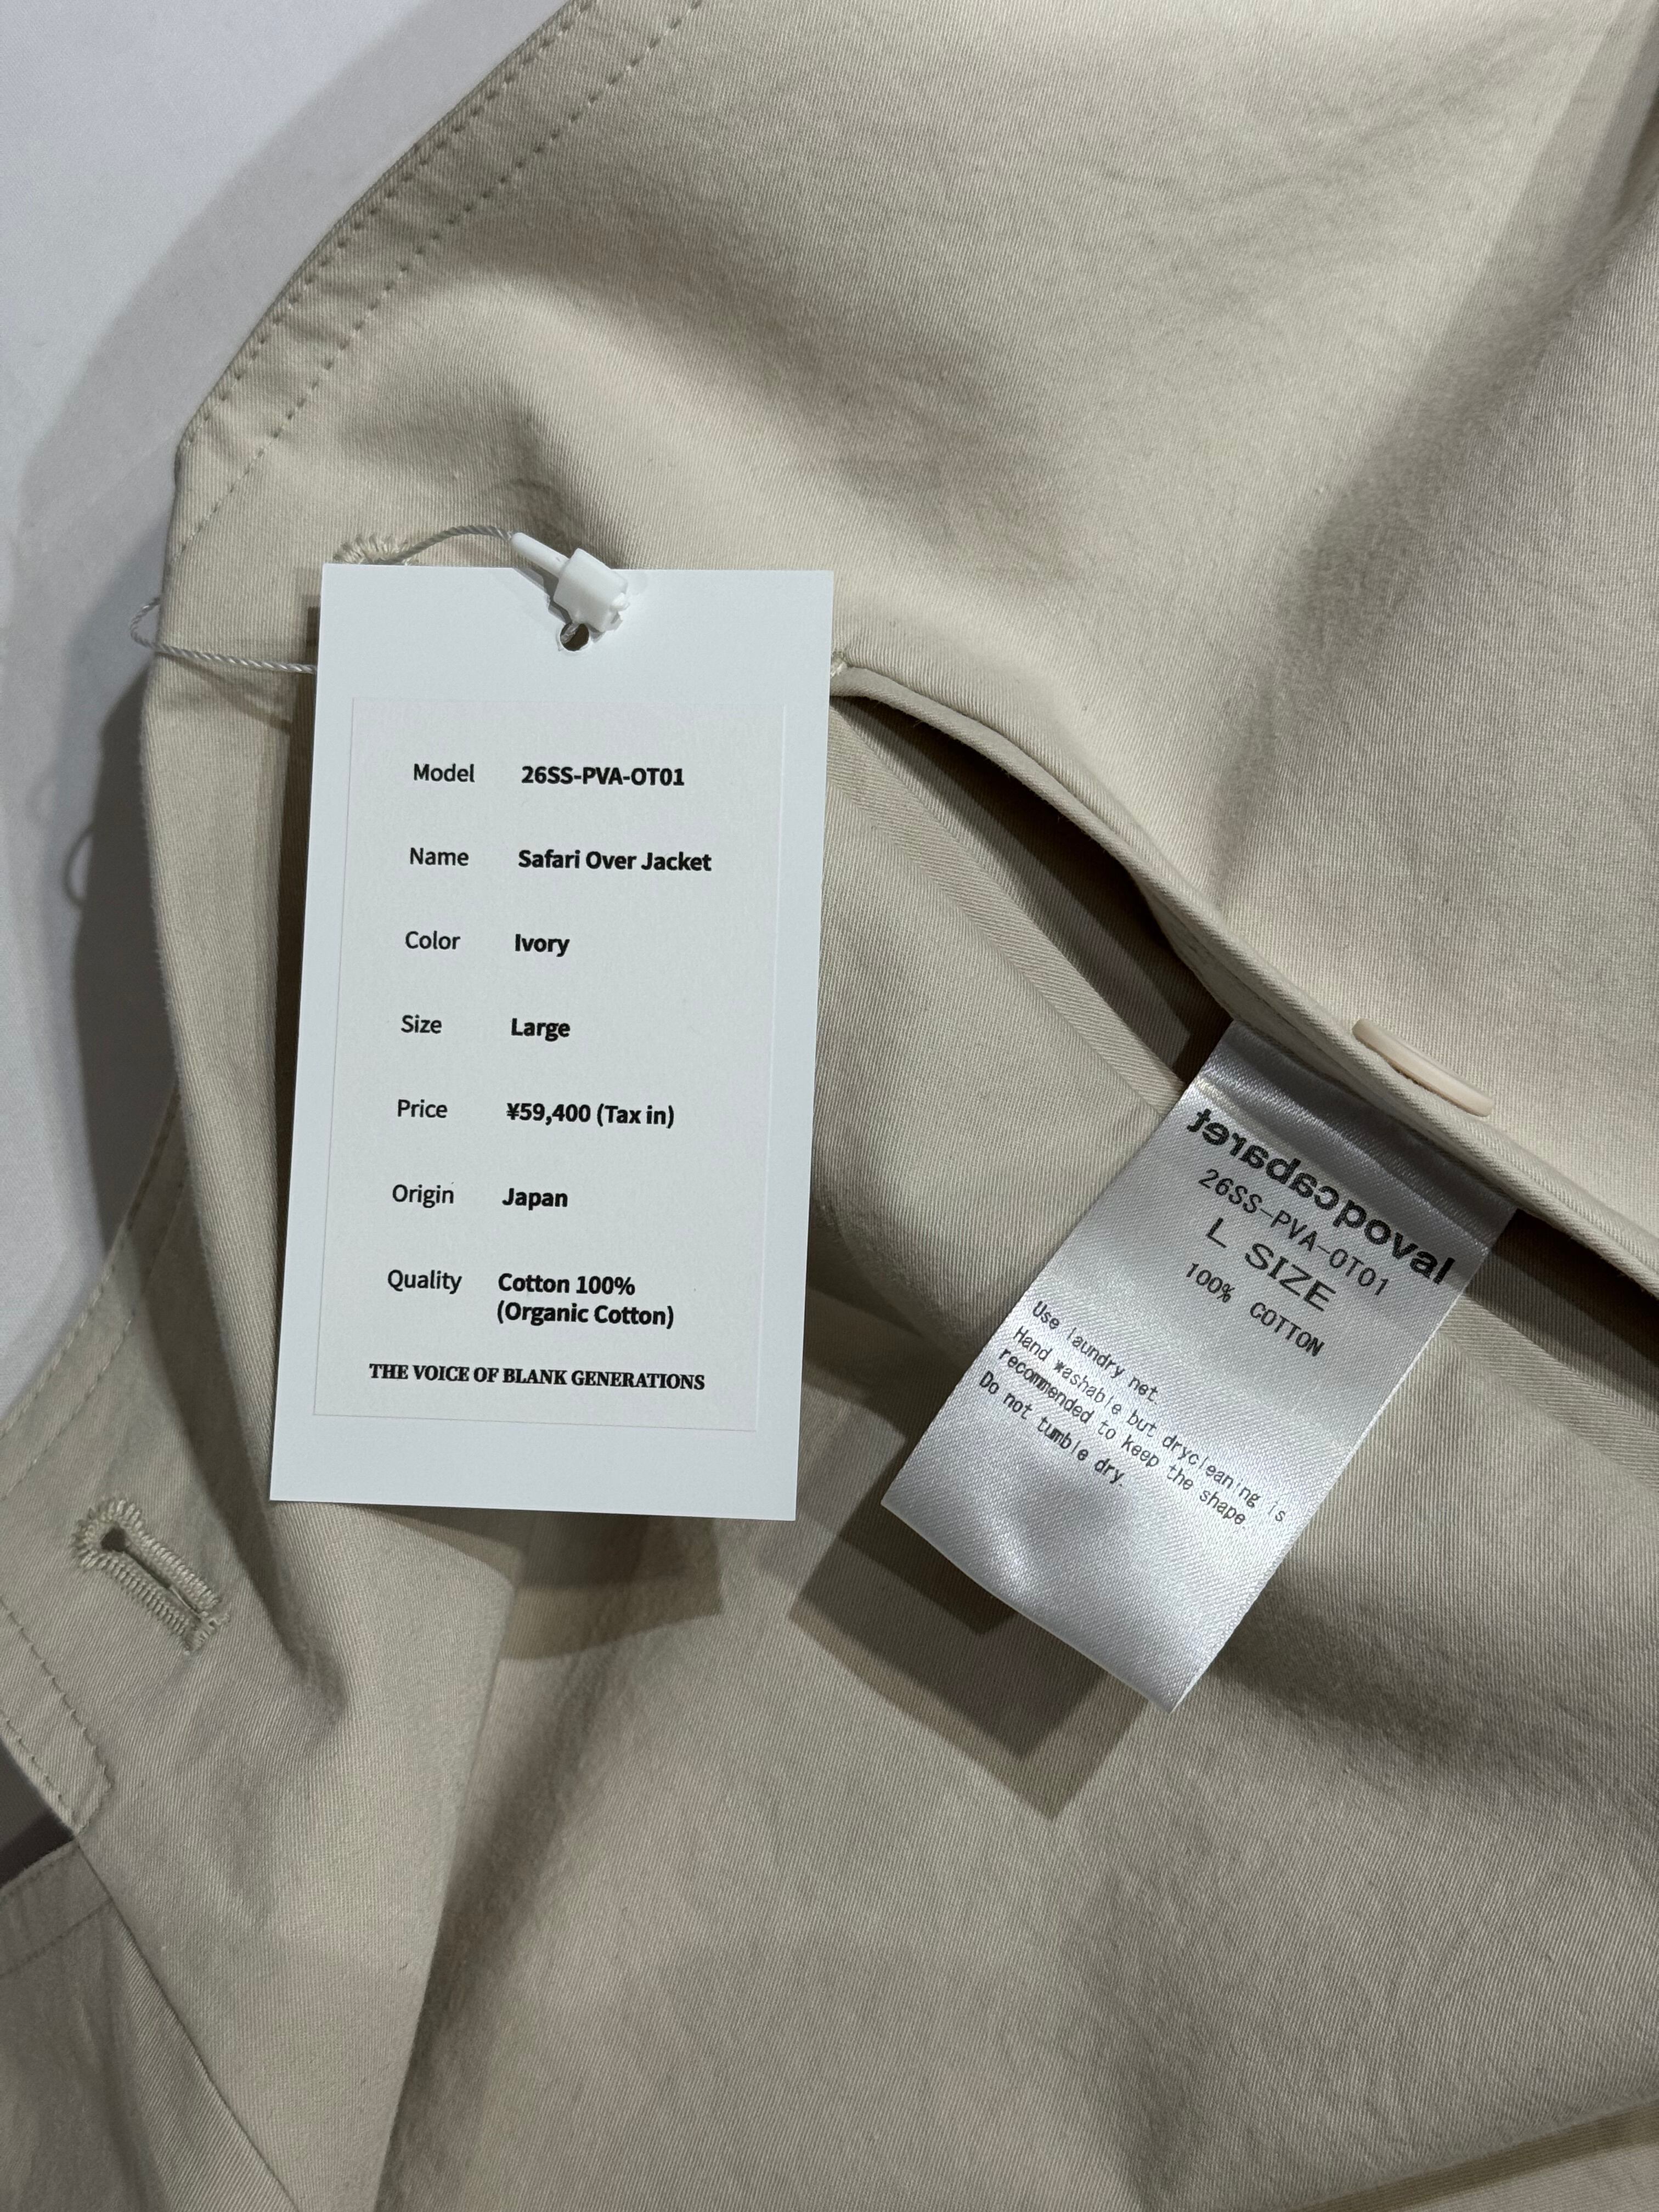 Model 26SS-PVA-OT01
Name Safari Over Jacket
Color Ivory
Size Large
Price ¥59,400 (Tax in)
Origin Japan
Quality Cotton 100%
(Organic Cotton)
THE VOICE OF BLANK GENERATIONS
lavoqcabaret
26SS-PVA-OT01
L SIZE
100% COTTON
Use laundry net.
Hand washable but drycleaning is
recommended to keep the shape.
Do not tumble dry.